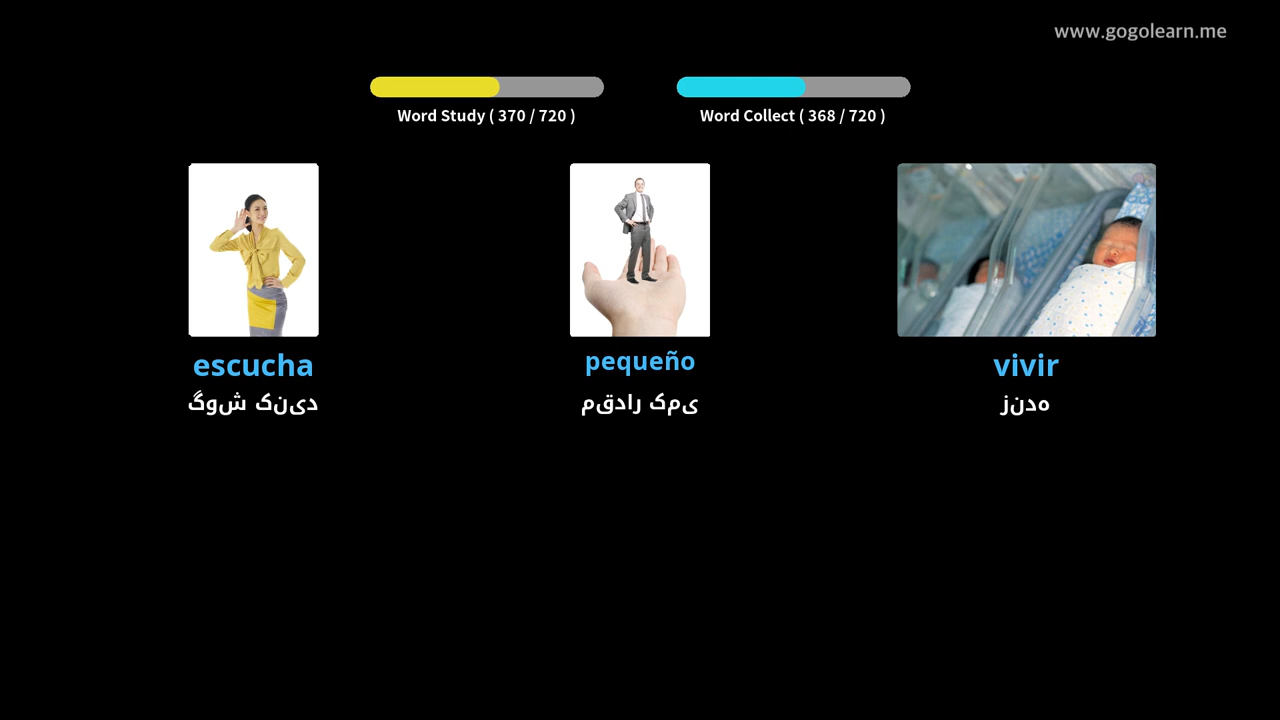 www.gogolearn.me
Word Study ( 370 / 720 )
Word Collect ( 368 / 720 )
escucha
گوش کنید
pequeño
مقدار کمی
vivir
زنده